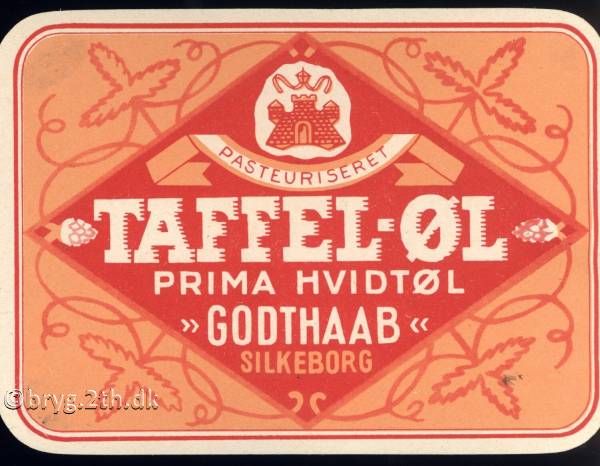 PASTEURISERET
TAFFEL-ØL
PRIMA HVIDTØL
»GODTHAAB«
SILKEBORG
©bryg.2th.dk